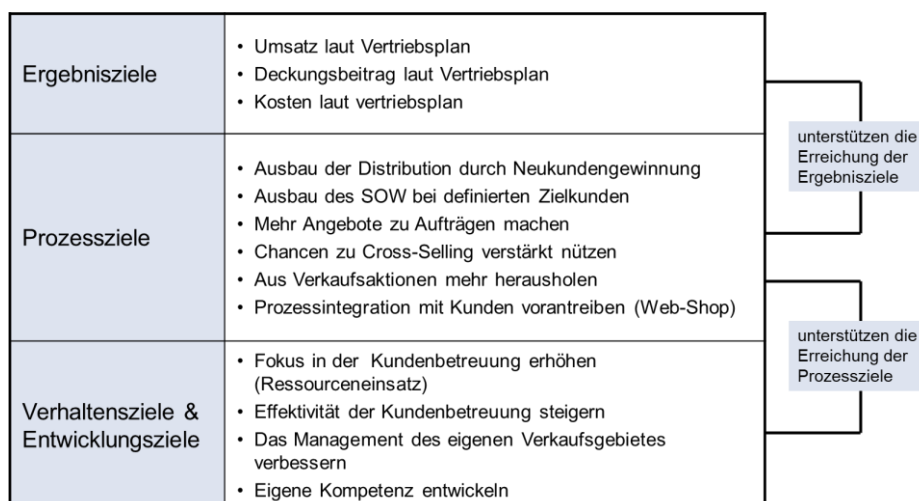 Ergebnisziele
• Umsatz laut Vertriebsplan
• Deckungsbeitrag laut Vertriebsplan
• Kosten laut vertriebsplan
unterstützen die
Erreichung der
Ergebnisziele
Prozessziele
• Ausbau der Distribution durch Neukundengewinnung
• Ausbau des SOW bei definierten Zielkunden
• Mehr Angebote zu Aufträgen machen
• Chancen zu Cross-Selling verstärkt nützen
• Aus Verkaufsaktionen mehr herausholen
• Prozessintegration mit Kunden vorantreiben (Web-Shop)
unterstützen die
Erreichung der
Prozessziele
Verhaltensziele &
Entwicklungsziele
• Fokus in der Kundenbetreuung erhöhen
(Ressourceneinsatz)
• Effektivität der Kundenbetreuung steigern
• Das Management des eigenen Verkaufsgebietes
verbessern
• Eigene Kompetenz entwickeln